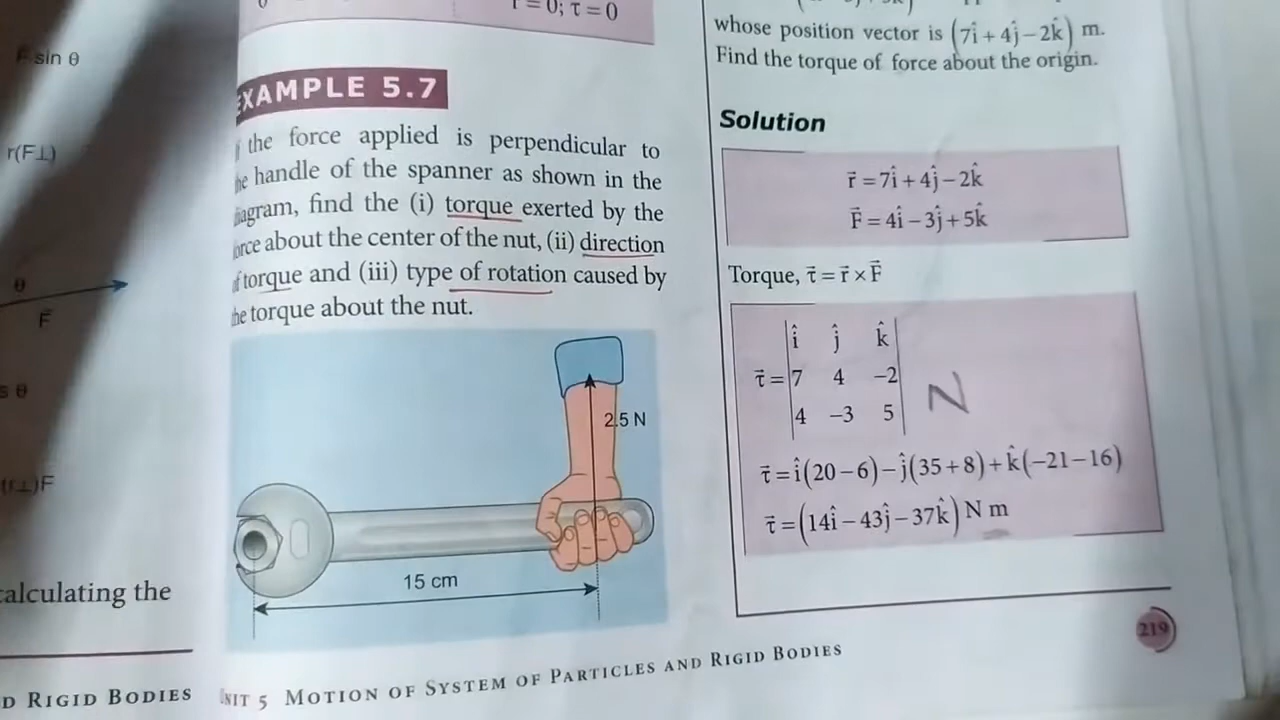 F sin θ
r(F⊥)
θ
F⃗
s θ
(r⊥)F
calculating the
D RIGID BODIES
r = 0; τ = 0
EXAMPLE 5.7
the force applied is perpendicular to
he handle of the spanner as shown in the
iagram, find the (i) torque exerted by the
orce about the center of the nut, (ii) direction
f torque and (iii) type of rotation caused by
he torque about the nut.
2.5 N
15 cm
NIT 5 MOTION OF SYSTEM OF PARTICLES AND RIGID BODIES
whose position vector is (7î + 4ĵ − 2k̂) m.
Find the torque of force about the origin.
Solution
r⃗ = 7î + 4ĵ − 2k̂
F⃗ = 4î − 3ĵ + 5k̂
Torque, τ⃗ = r⃗ × F⃗
î ĵ k̂
τ⃗ = 7 4 −2
4 −3 5
N
τ⃗ = î(20 − 6) − ĵ(35 + 8) + k̂(−21 − 16)
τ⃗ = (14î − 43ĵ − 37k̂) N m
219